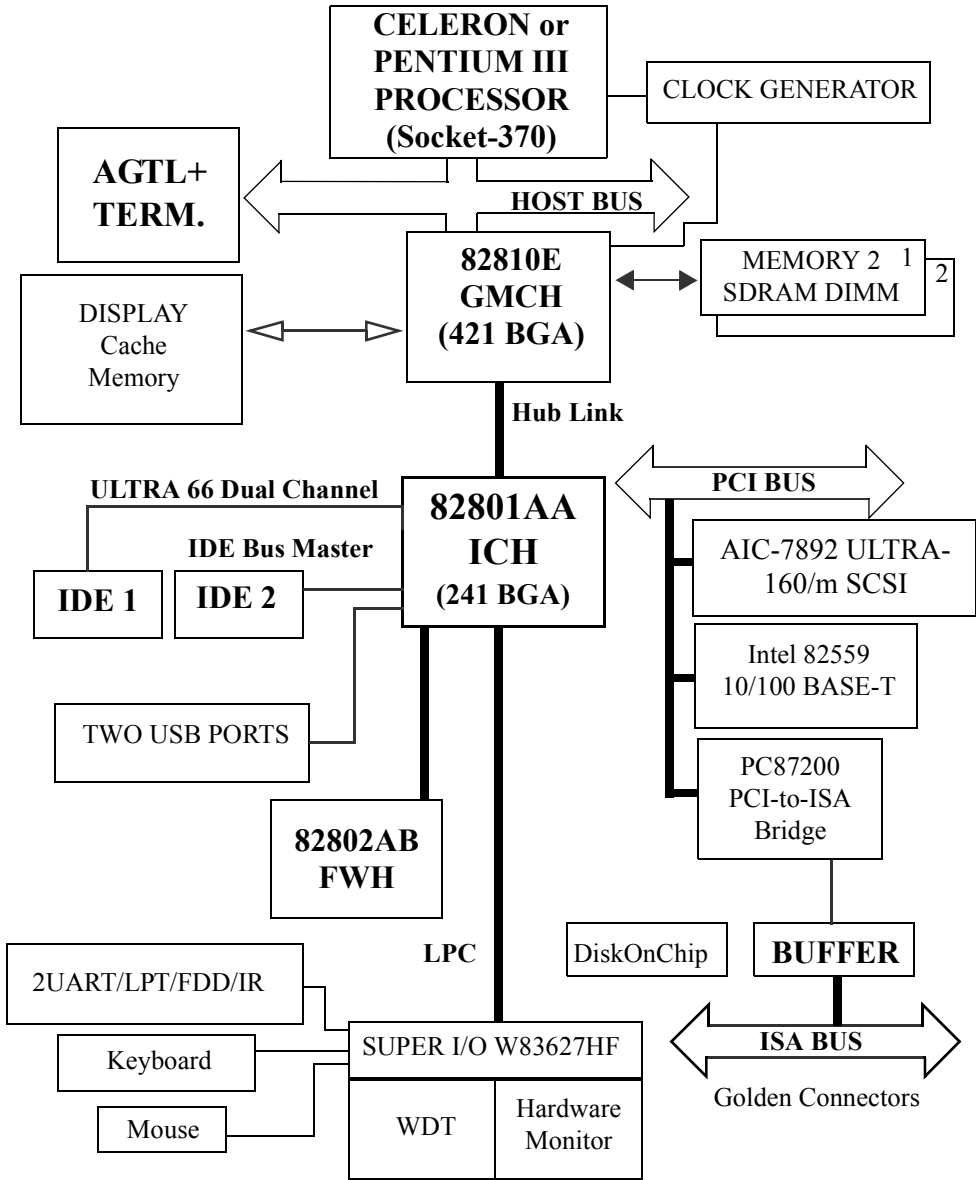 CELERON or
PENTIUM III
PROCESSOR
(Socket-370)
CLOCK GENERATOR
AGTL+
TERM.
HOST BUS
82810E
GMCH
(421 BGA)
MEMORY 2
SDRAM DIMM
1
2
DISPLAY
Cache
Memory
Hub Link
ULTRA 66 Dual Channel
IDE Bus Master
IDE 1
IDE 2
82801AA
ICH
(241 BGA)
PCI BUS
AIC-7892 ULTRA-
160/m SCSI
Intel 82559
10/100 BASE-T
TWO USB PORTS
PC87200
PCI-to-ISA
Bridge
82802AB
FWH
LPC
DiskOnChip
BUFFER
2UART/LPT/FDD/IR
SUPER I/O W83627HF
ISA BUS
Keyboard
Golden Connectors
Mouse
WDT
Hardware
Monitor